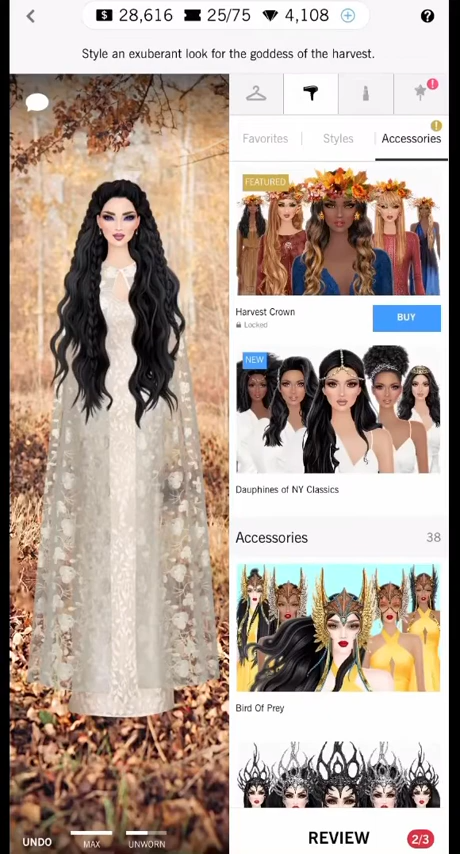 $ 28,616 25/75 4,108 + ?
Style an exuberant look for the goddess of the harvest.
!
Favorites Styles Accessories !
FEATURED
Harvest Crown
Locked
BUY
NEW
Dauphines of NY Classics
Accessories 38
Bird Of Prey
UNDO MAX UNWORN
REVIEW 2/3